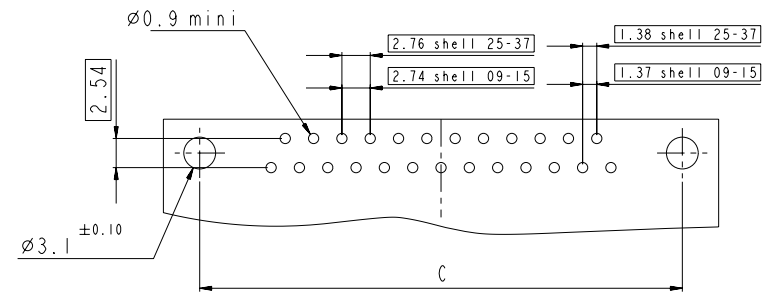 Ø0.9 mini
2.76 shell 25-37
1.38 shell 25-37
2.74 shell 09-15
1.37 shell 09-15
2.54
Ø3.1 ±0.10
C